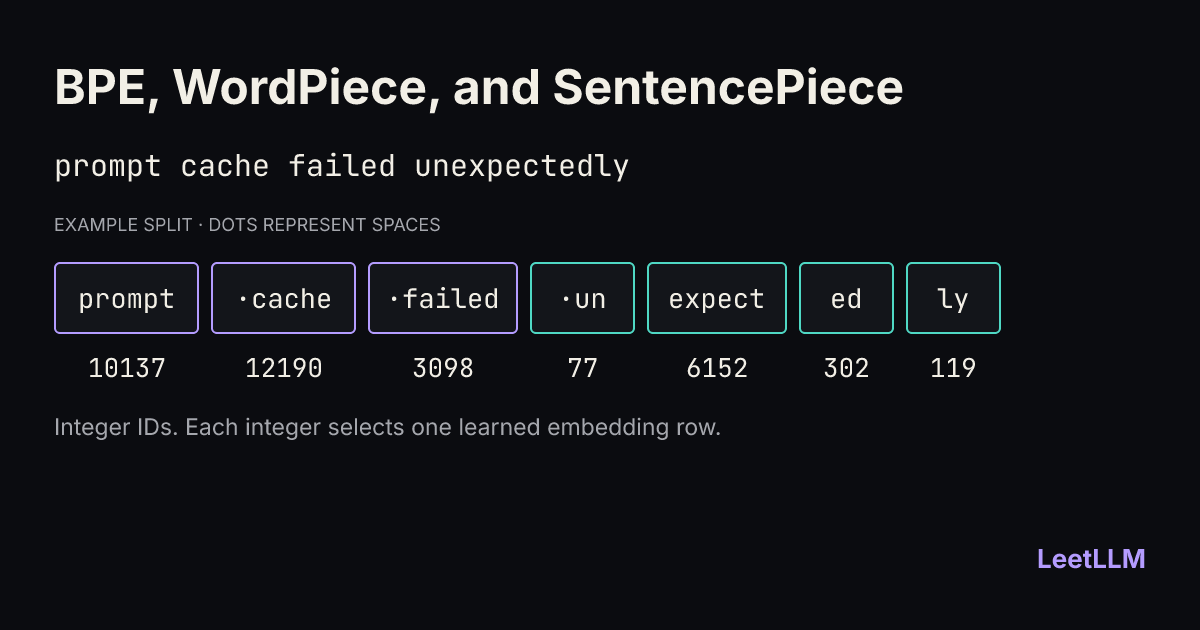 BPE, WordPiece, and SentencePiece
prompt cache failed unexpectedly
EXAMPLE SPLIT · DOTS REPRESENT SPACES
prompt ·cache ·failed ·un expect ed ly
10137 12190 3098 77 6152 302 119
Integer IDs. Each integer selects one learned embedding row.
LeetLLM